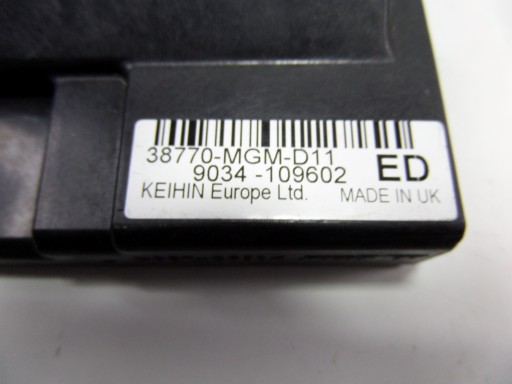 38770-MGM-D11
9034 -109602 ED
KEIHIN Europe Ltd. MADE IN UK